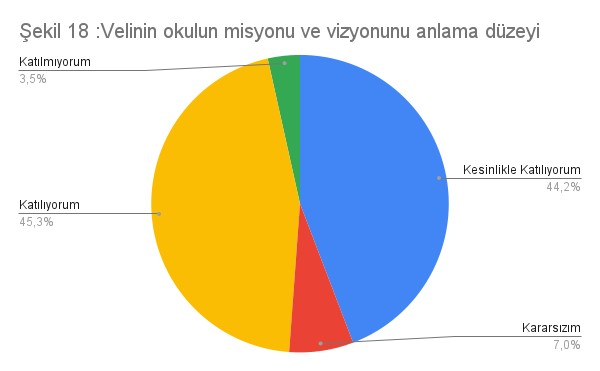 Şekil 18 :Velinin okulun misyonu ve vizyonunu anlama düzeyi
Katılmıyorum
3,5%
Kesinlikle Katılıyorum
44,2%
Katılıyorum
45,3%
Kararsızım
7,0%